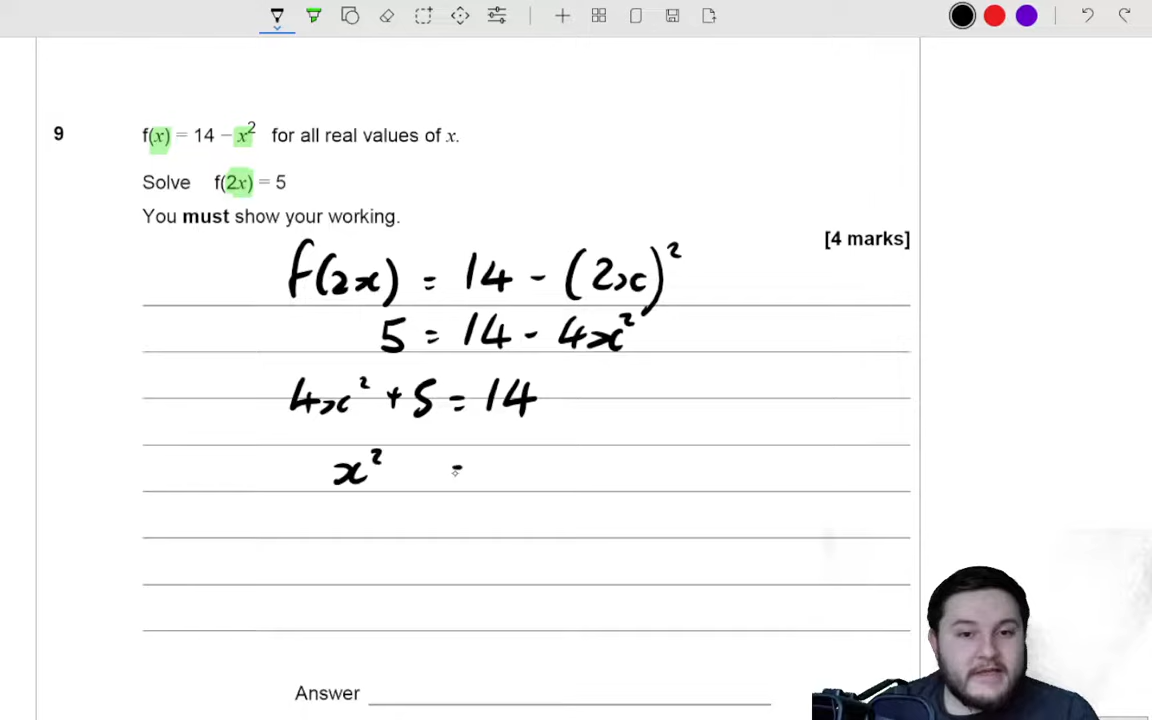 9 f(x) = 14 − x² for all real values of x.
Solve f(2x) = 5
You must show your working.
[4 marks]
f(2x) = 14 - (2x)²
5 = 14 - 4x²
4x² + 5 = 14
x² =
Answer